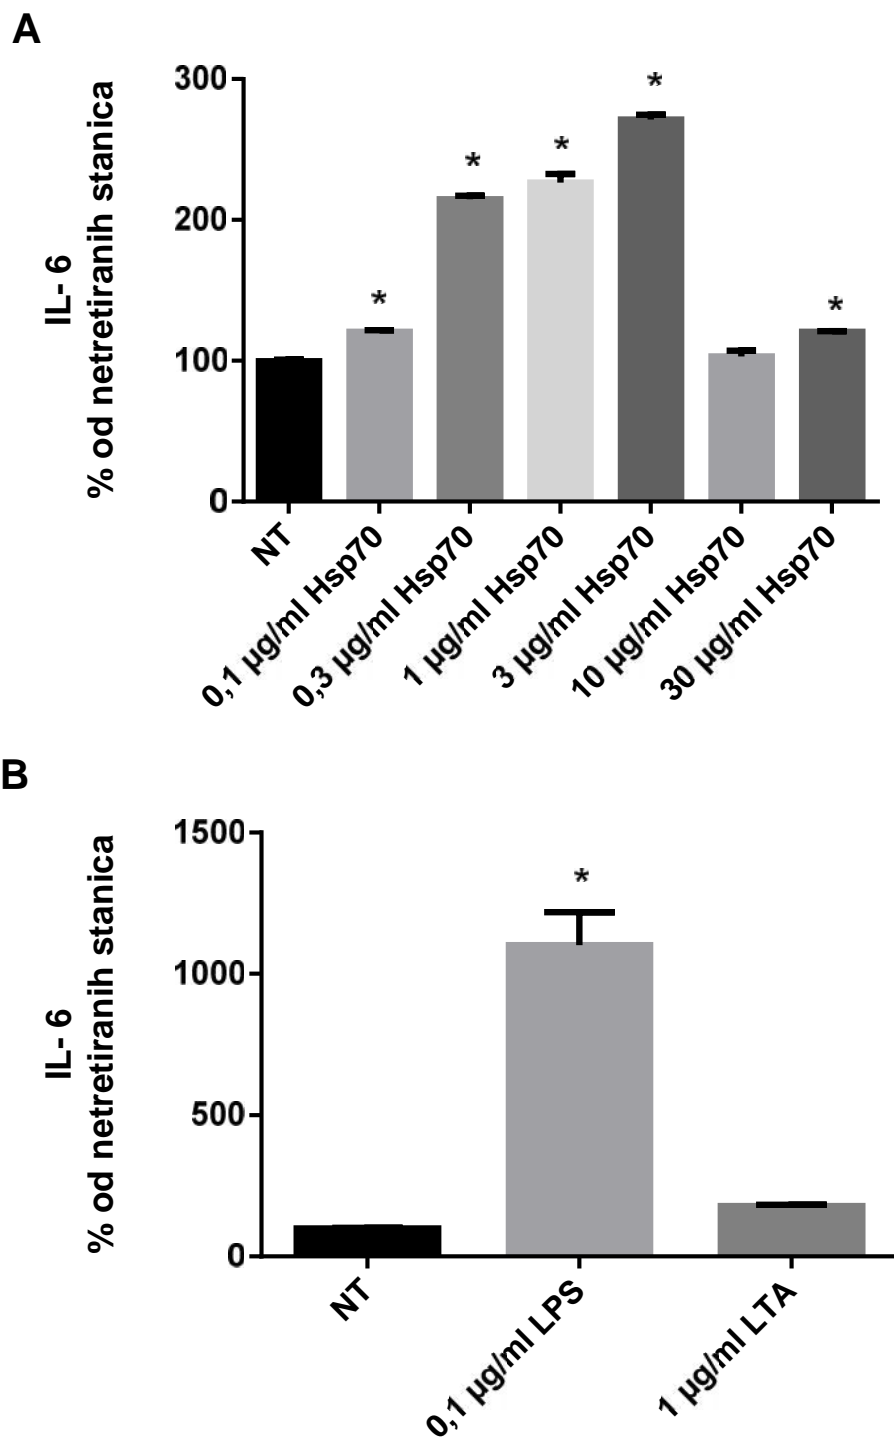 A
IL- 6
% od netretiranih stanica
300
200
100
0
*
*
*
*
*
NT
0,1 µg/ml Hsp70
0,3 µg/ml Hsp70
1 µg/ml Hsp70
3 µg/ml Hsp70
10 µg/ml Hsp70
30 µg/ml Hsp70
B
IL- 6
% od netretiranih stanica
1500
1000
500
0
*
NT
0,1 µg/ml LPS
1 µg/ml LTA